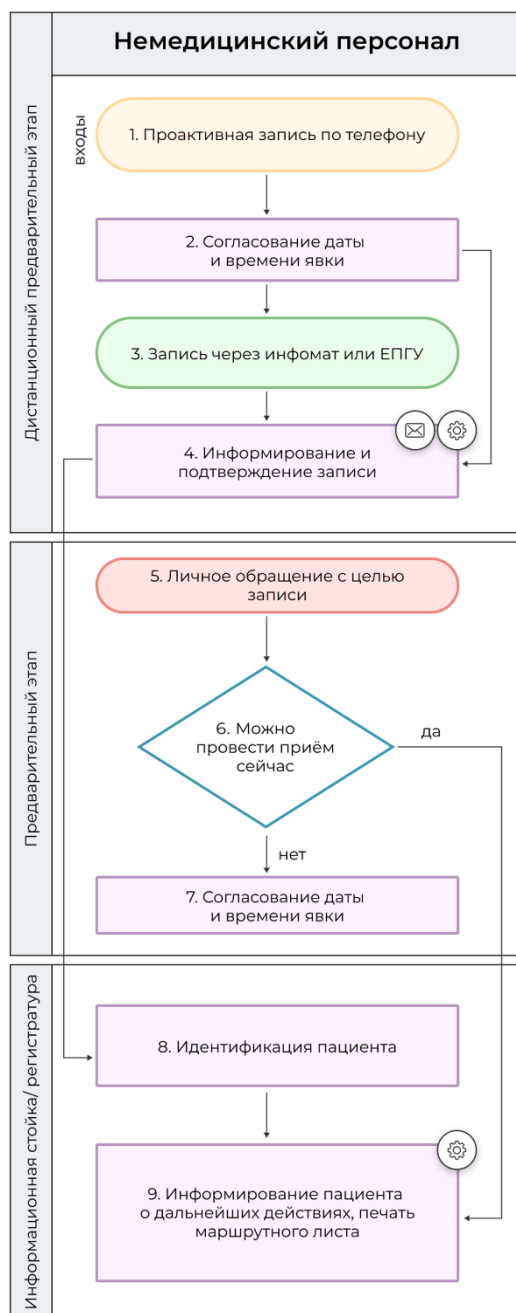 Немедицинский персонал
Дистанционный предварительный этап
входы
1. Проактивная запись по телефону
2. Согласование даты
и времени явки
3. Запись через инфомат или ЕПГУ
4. Информирование и
подтверждение записи
Предварительный этап
5. Личное обращение с целью
записи
6. Можно
провести приём
сейчас
да
нет
7. Согласование даты
и времени явки
Информационная стойка/ регистратура
8. Идентификация пациента
9. Информирование пациента
о дальнейших действиях, печать
маршрутного листа